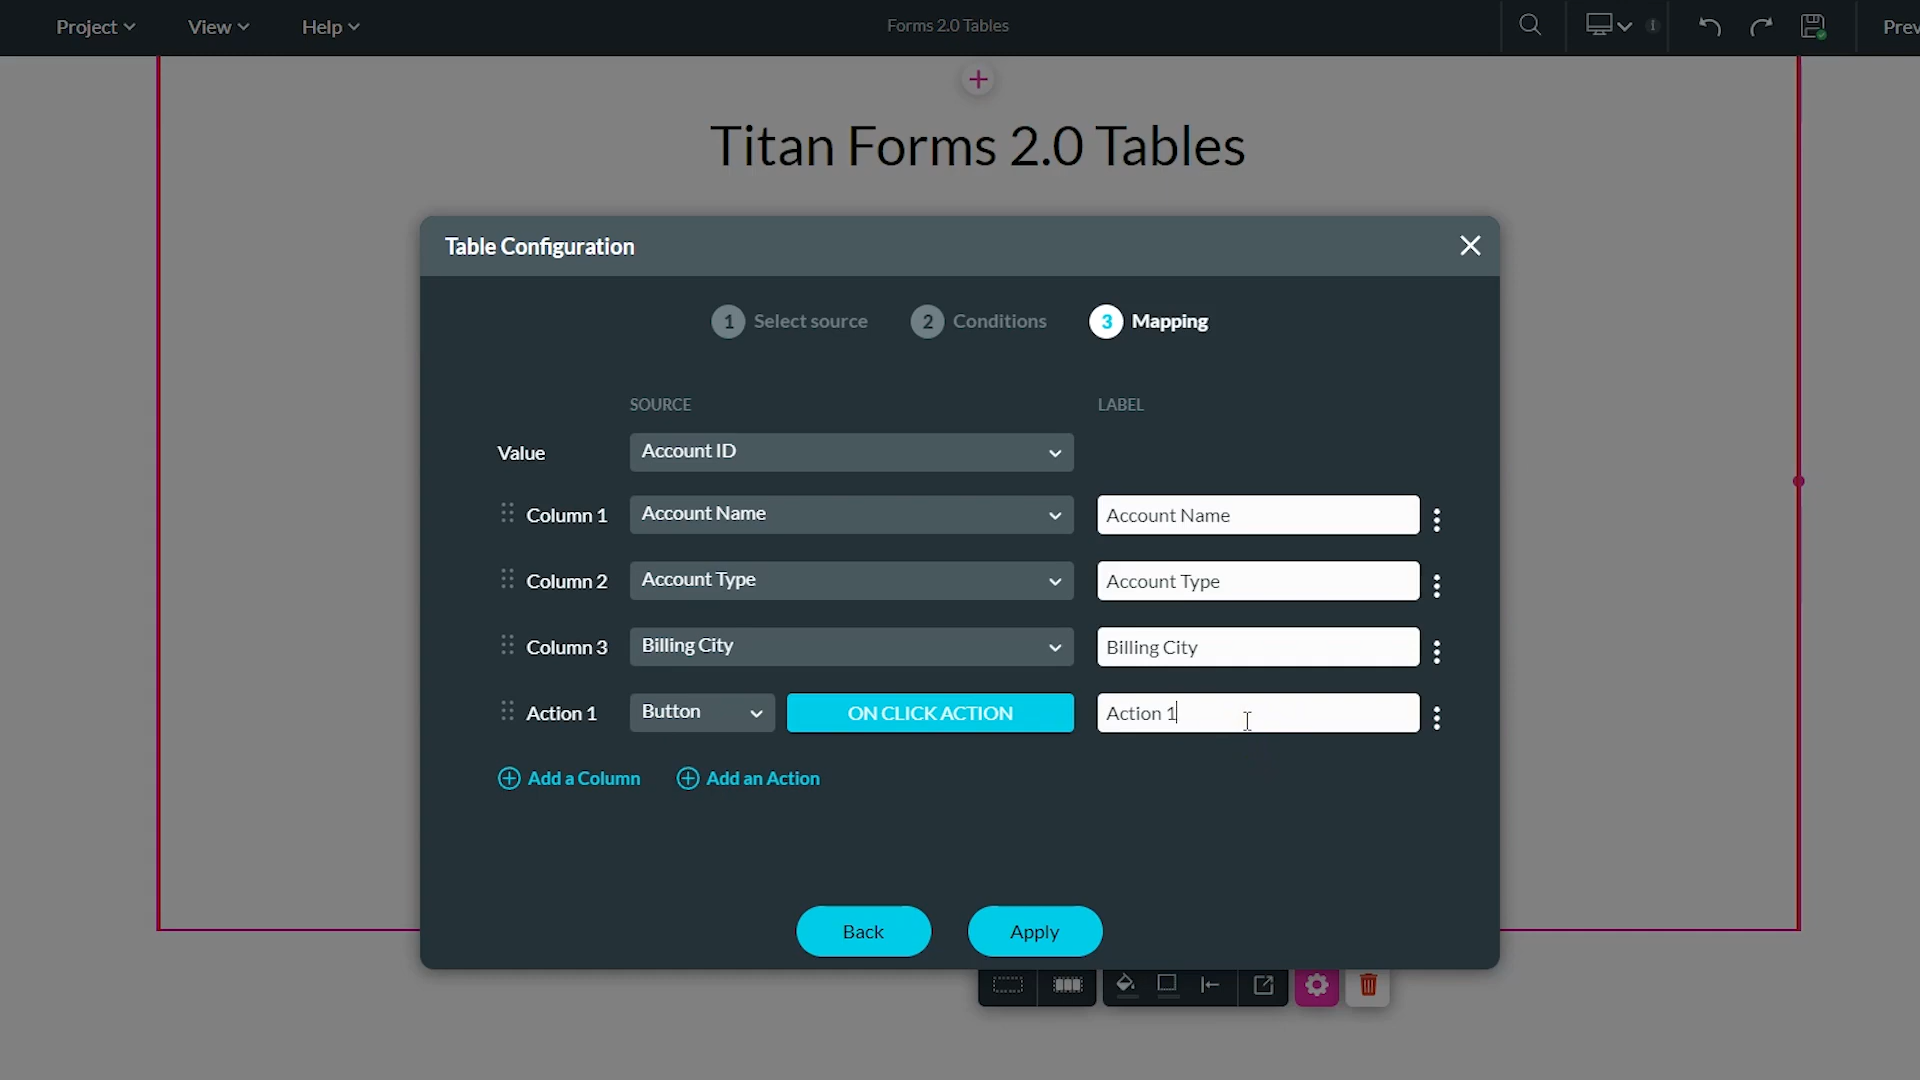 Project View Help Forms 2.0 Tables Prev
Titan Forms 2.0 Tables
Table Configuration
1 Select source 2 Conditions 3 Mapping
SOURCE LABEL
Value Account ID
Column 1 Account Name Account Name
Column 2 Account Type Account Type
Column 3 Billing City Billing City
Action 1 Button ON CLICK ACTION Action 1
Add a Column Add an Action
Back Apply